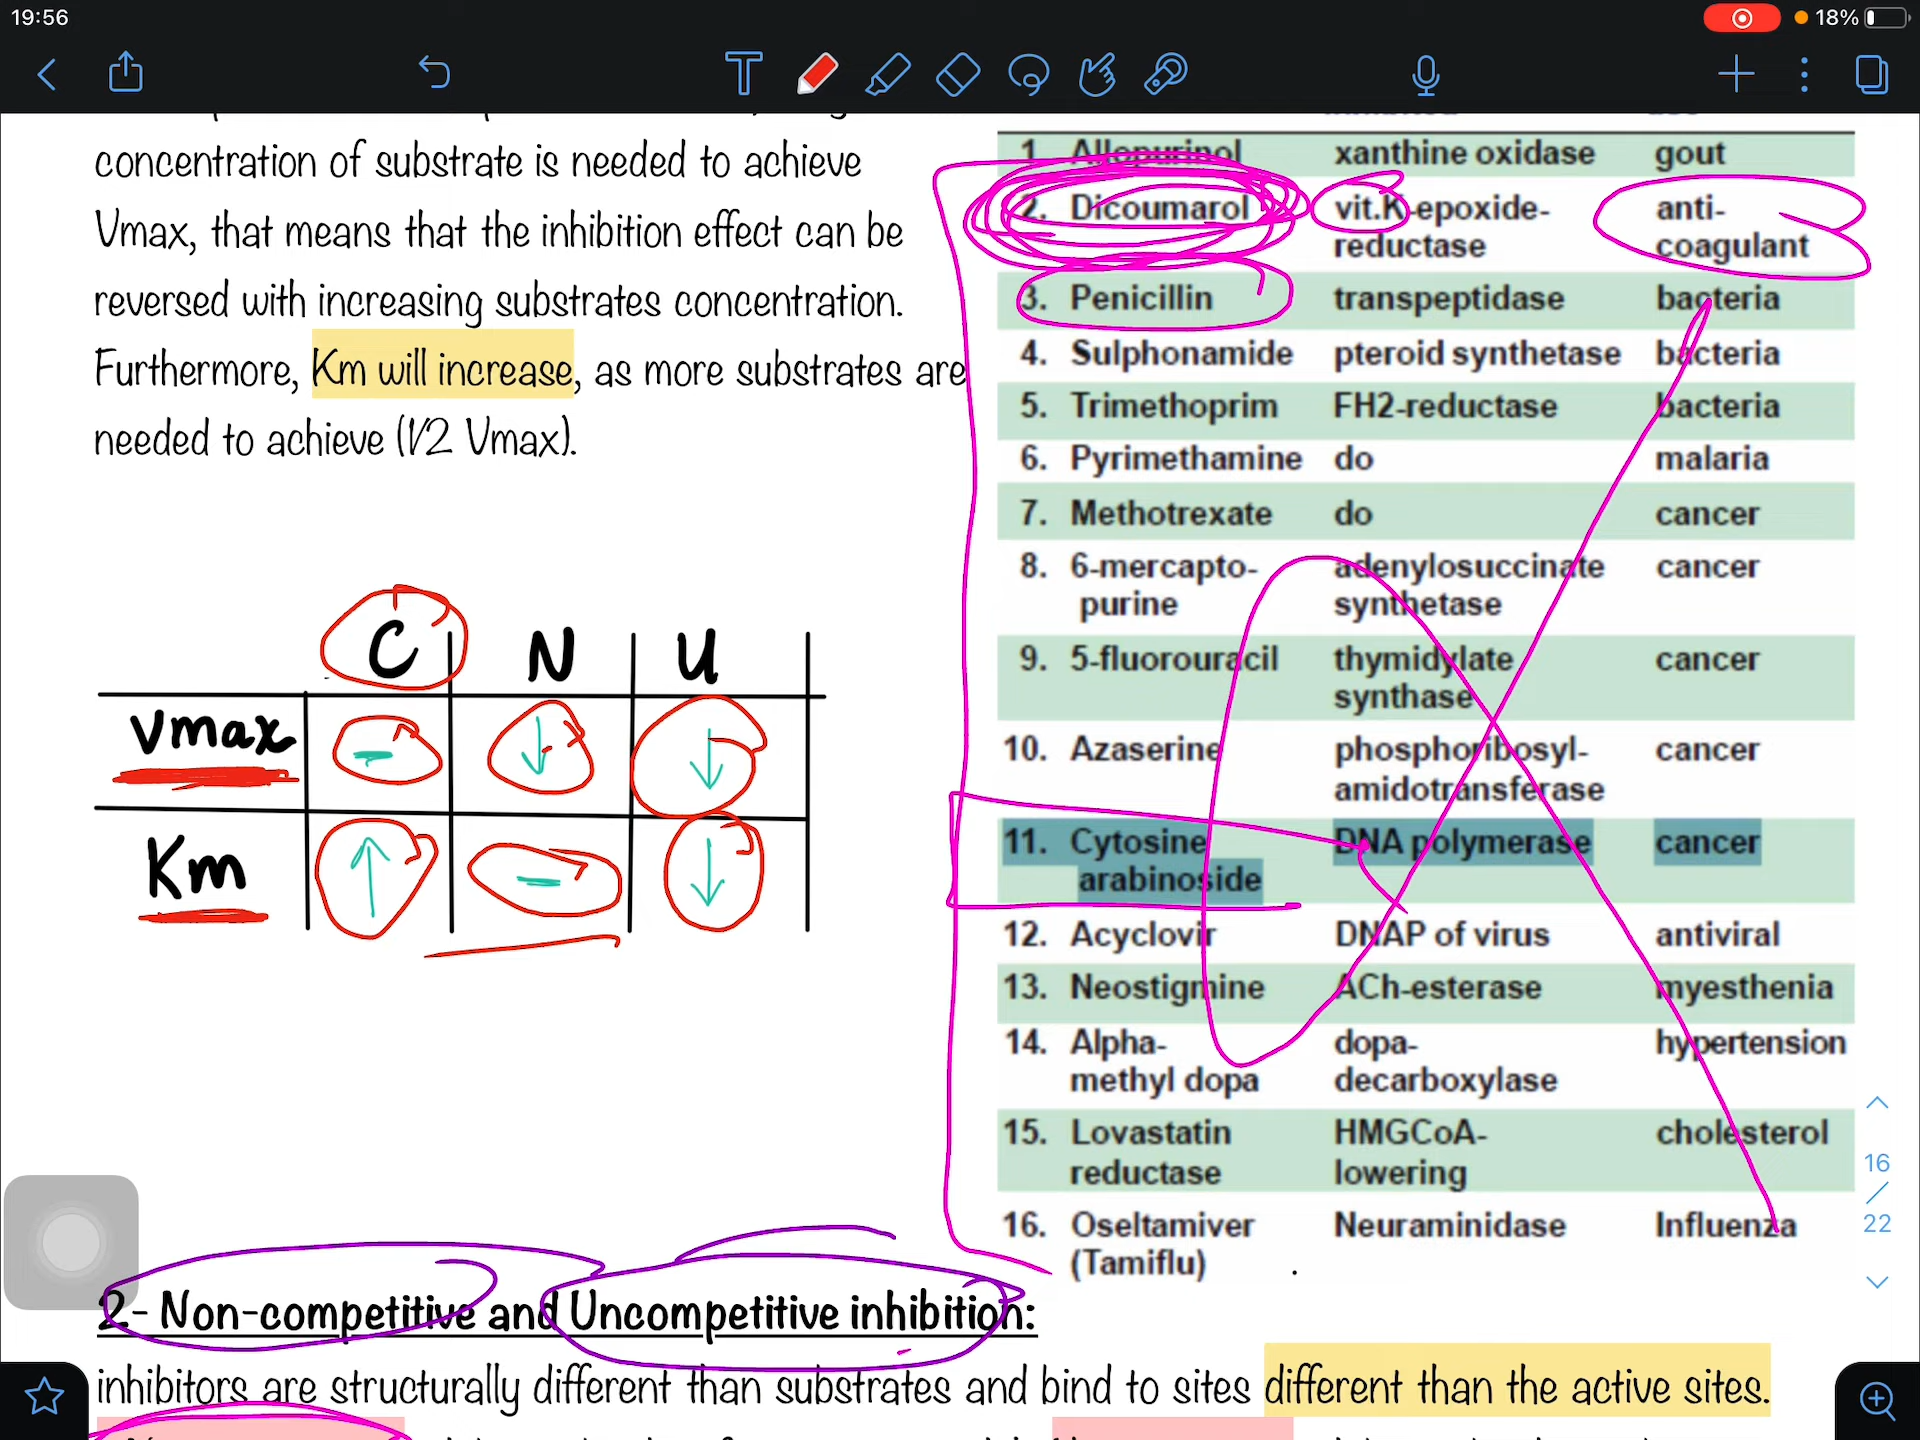 19:56
18%
T
concentration of substrate is needed to achieve
Vmax, that means that the inhibition effect can be
reversed with increasing substrates concentration.
Furthermore, Km will increase, as more substrates are
needed to achieve (1/2 Vmax).
C N U
Vmax - ↓ ↓
Km ↑ - ↓
1. Allopurinol xanthine oxidase gout
2. Dicoumarol vit.K-epoxide- anti-
reductase coagulant
3. Penicillin transpeptidase bacteria
4. Sulphonamide pteroid synthetase bacteria
5. Trimethoprim FH2-reductase bacteria
6. Pyrimethamine do malaria
7. Methotrexate do cancer
8. 6-mercapto- adenylosuccinate cancer
purine synthetase
9. 5-fluorouracil thymidylate cancer
synthase
10. Azaserine phosphoribosyl- cancer
amidotransferase
11. Cytosine DNA polymerase cancer
arabinoside
12. Acyclovir DNAP of virus antiviral
13. Neostigmine ACh-esterase myesthenia
14. Alpha- dopa- hypertension
methyl dopa decarboxylase
15. Lovastatin HMGCoA- cholesterol
reductase lowering
16. Oseltamiver Neuraminidase Influenza
(Tamiflu)
16
/
22
2- Non-competitive and Uncompetitive inhibition:
inhibitors are structurally different than substrates and bind to sites different than the active sites.